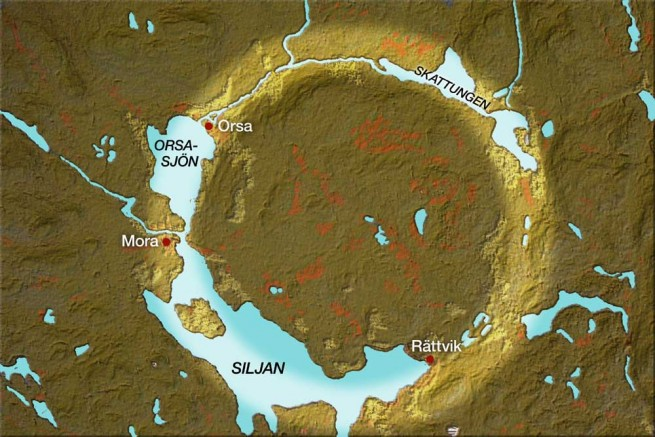 SKATTUNGEN
Orsa
ORSA-
SJÖN
Mora
Rättvik
SILJAN